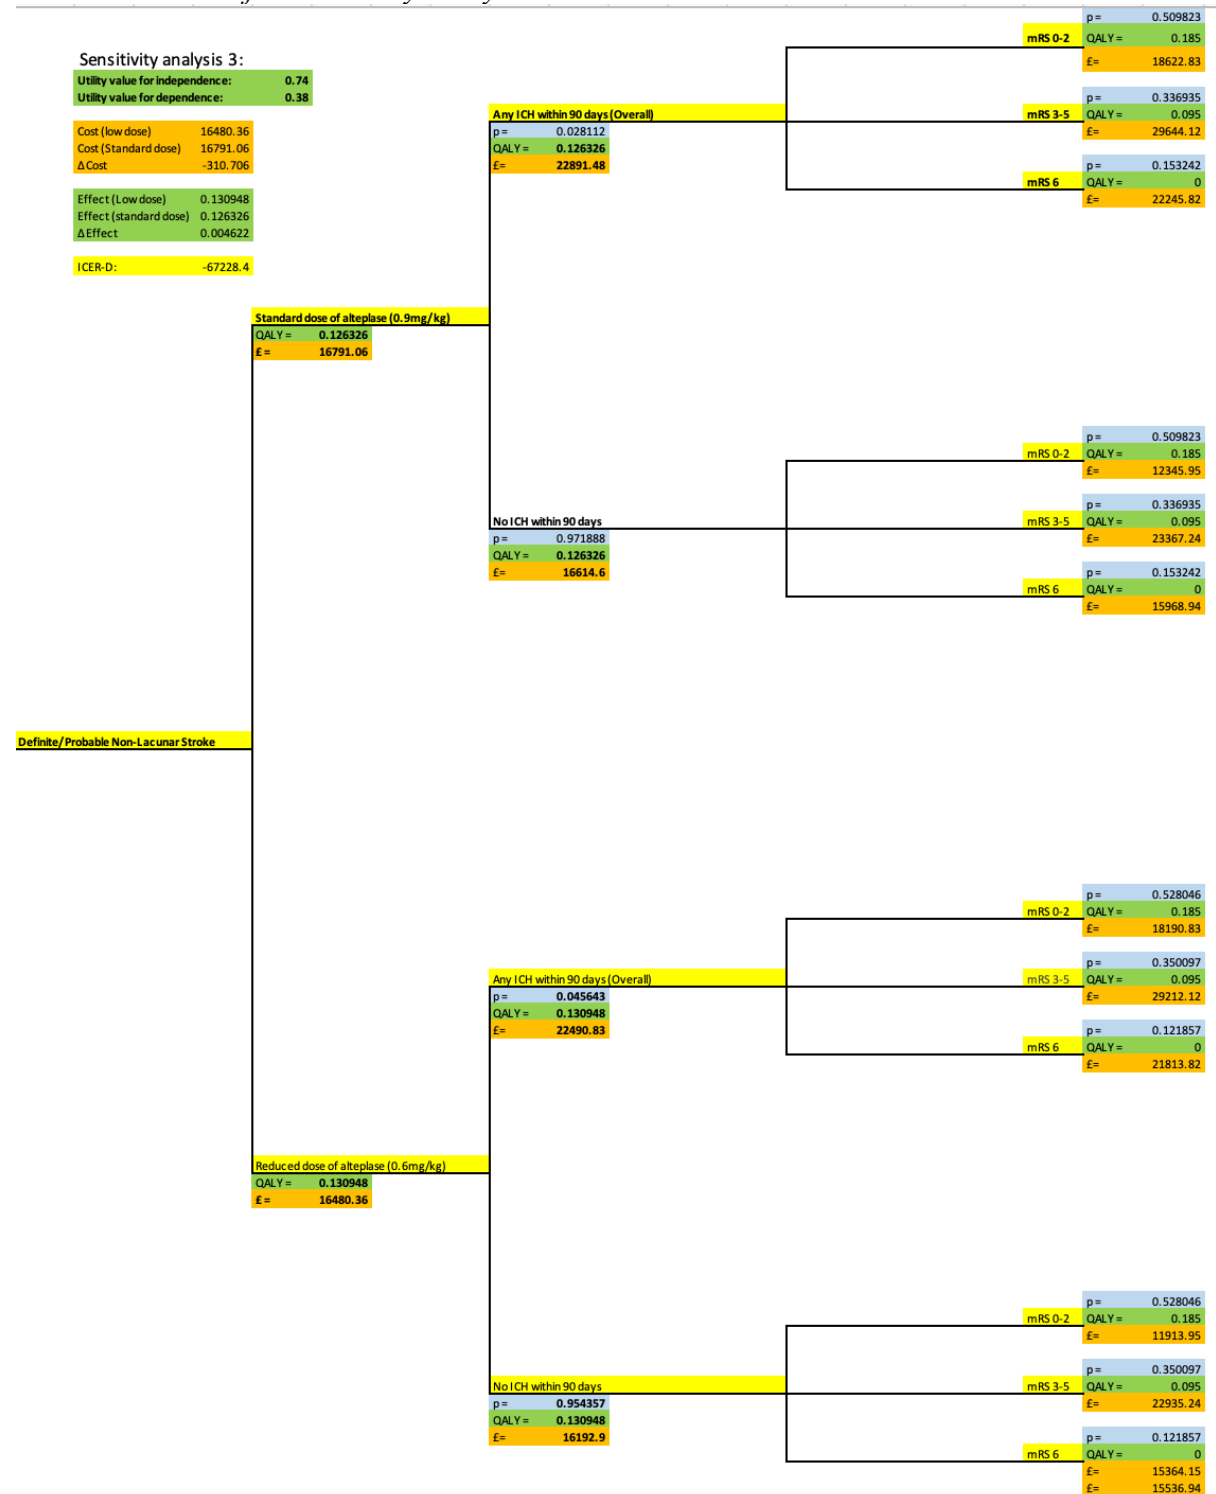 Sensitivity analysis 3:
Utility value for independence: 0.74
Utility value for dependence: 0.38
Cost (low dose) 16480.36
Cost (Standard dose) 16791.06
Δ Cost -310.706
Effect (Low dose) 0.130948
Effect (standard dose) 0.126326
Δ Effect 0.004622
ICER-D: -67228.4
Definite/Probable Non-Lacunar Stroke
Standard dose of alteplase (0.9mg/kg)
QALY = 0.126326
£ = 16791.06
Any ICH within 90 days (Overall)
p = 0.028112
QALY = 0.126326
£= 22891.48
p = 0.509823
mRS 0-2 QALY = 0.185
£= 18622.83
p = 0.336935
mRS 3-5 QALY = 0.095
£= 29644.12
p = 0.153242
mRS 6 QALY = 0
£= 22245.82
No ICH within 90 days
p = 0.971888
QALY = 0.126326
£= 16614.6
p = 0.509823
mRS 0-2 QALY = 0.185
£= 12345.95
p = 0.336935
mRS 3-5 QALY = 0.095
£= 23367.24
p = 0.153242
mRS 6 QALY = 0
£= 15968.94
Reduced dose of alteplase (0.6mg/kg)
QALY = 0.130948
£ = 16480.36
Any ICH within 90 days (Overall)
p = 0.045643
QALY = 0.130948
£= 22490.83
p = 0.528046
mRS 0-2 QALY = 0.185
£= 18190.83
p = 0.350097
mRS 3-5 QALY = 0.095
£= 29212.12
p = 0.121857
mRS 6 QALY = 0
£= 21813.82
No ICH within 90 days
p = 0.954357
QALY = 0.130948
£= 16192.9
p = 0.528046
mRS 0-2 QALY = 0.185
£= 11913.95
p = 0.350097
mRS 3-5 QALY = 0.095
£= 22935.24
p = 0.121857
mRS 6 QALY = 0
£= 15364.15
£= 15536.94